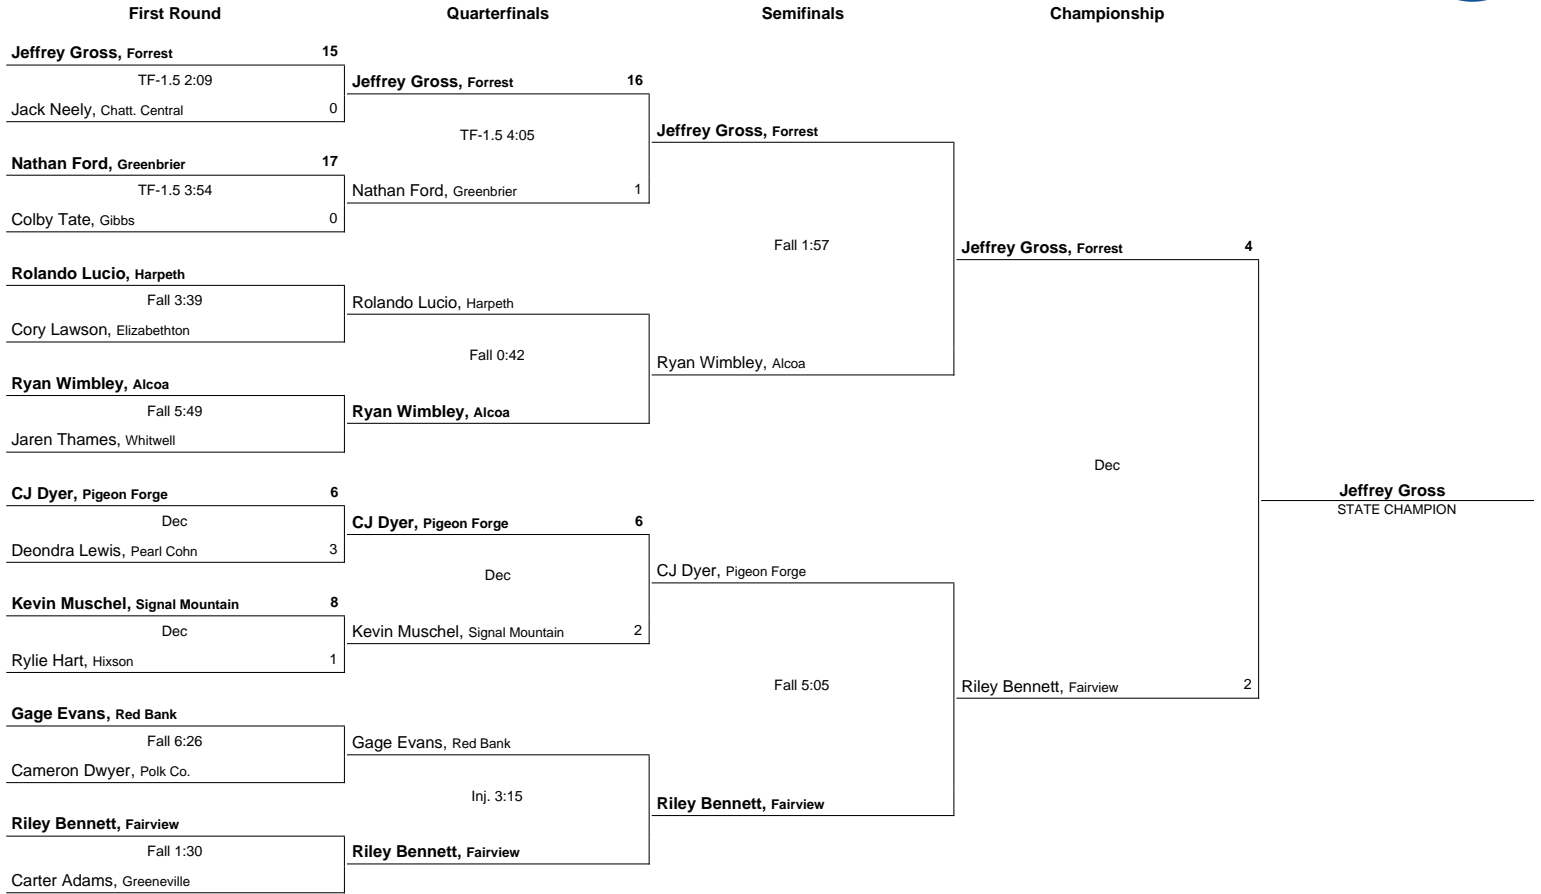 First Round Quarterfinals Semifinals Championship
Jeffrey Gross, Forrest 15
TF-1.5 2:09
Jack Neely, Chatt. Central 0
Nathan Ford, Greenbrier 17
TF-1.5 3:54
Colby Tate, Gibbs 0
Rolando Lucio, Harpeth
Fall 3:39
Cory Lawson, Elizabethton
Ryan Wimbley, Alcoa
Fall 5:49
Jaren Thames, Whitwell
CJ Dyer, Pigeon Forge 6
Dec
Deondra Lewis, Pearl Cohn 3
Kevin Muschel, Signal Mountain 8
Dec
Rylie Hart, Hixson 1
Gage Evans, Red Bank
Fall 6:26
Cameron Dwyer, Polk Co.
Riley Bennett, Fairview
Fall 1:30
Carter Adams, Greeneville
Jeffrey Gross, Forrest 16
TF-1.5 4:05
Nathan Ford, Greenbrier 1
Rolando Lucio, Harpeth
Fall 0:42
Ryan Wimbley, Alcoa
CJ Dyer, Pigeon Forge 6
Dec
Kevin Muschel, Signal Mountain 2
Gage Evans, Red Bank
Inj. 3:15
Riley Bennett, Fairview
Jeffrey Gross, Forrest
Fall 1:57
Ryan Wimbley, Alcoa
CJ Dyer, Pigeon Forge
Fall 5:05
Riley Bennett, Fairview
Jeffrey Gross, Forrest 4
Dec
Riley Bennett, Fairview 2
Jeffrey Gross
STATE CHAMPION